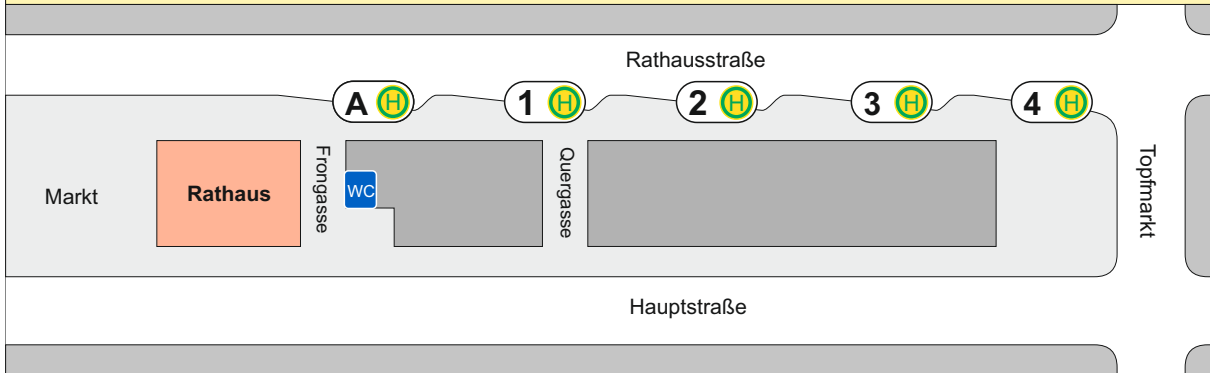 Rathausstraße
A H
1 H
2 H
3 H
4 H
Markt
Rathaus
Frongasse
WC
Quergasse
Topfmarkt
Hauptstraße